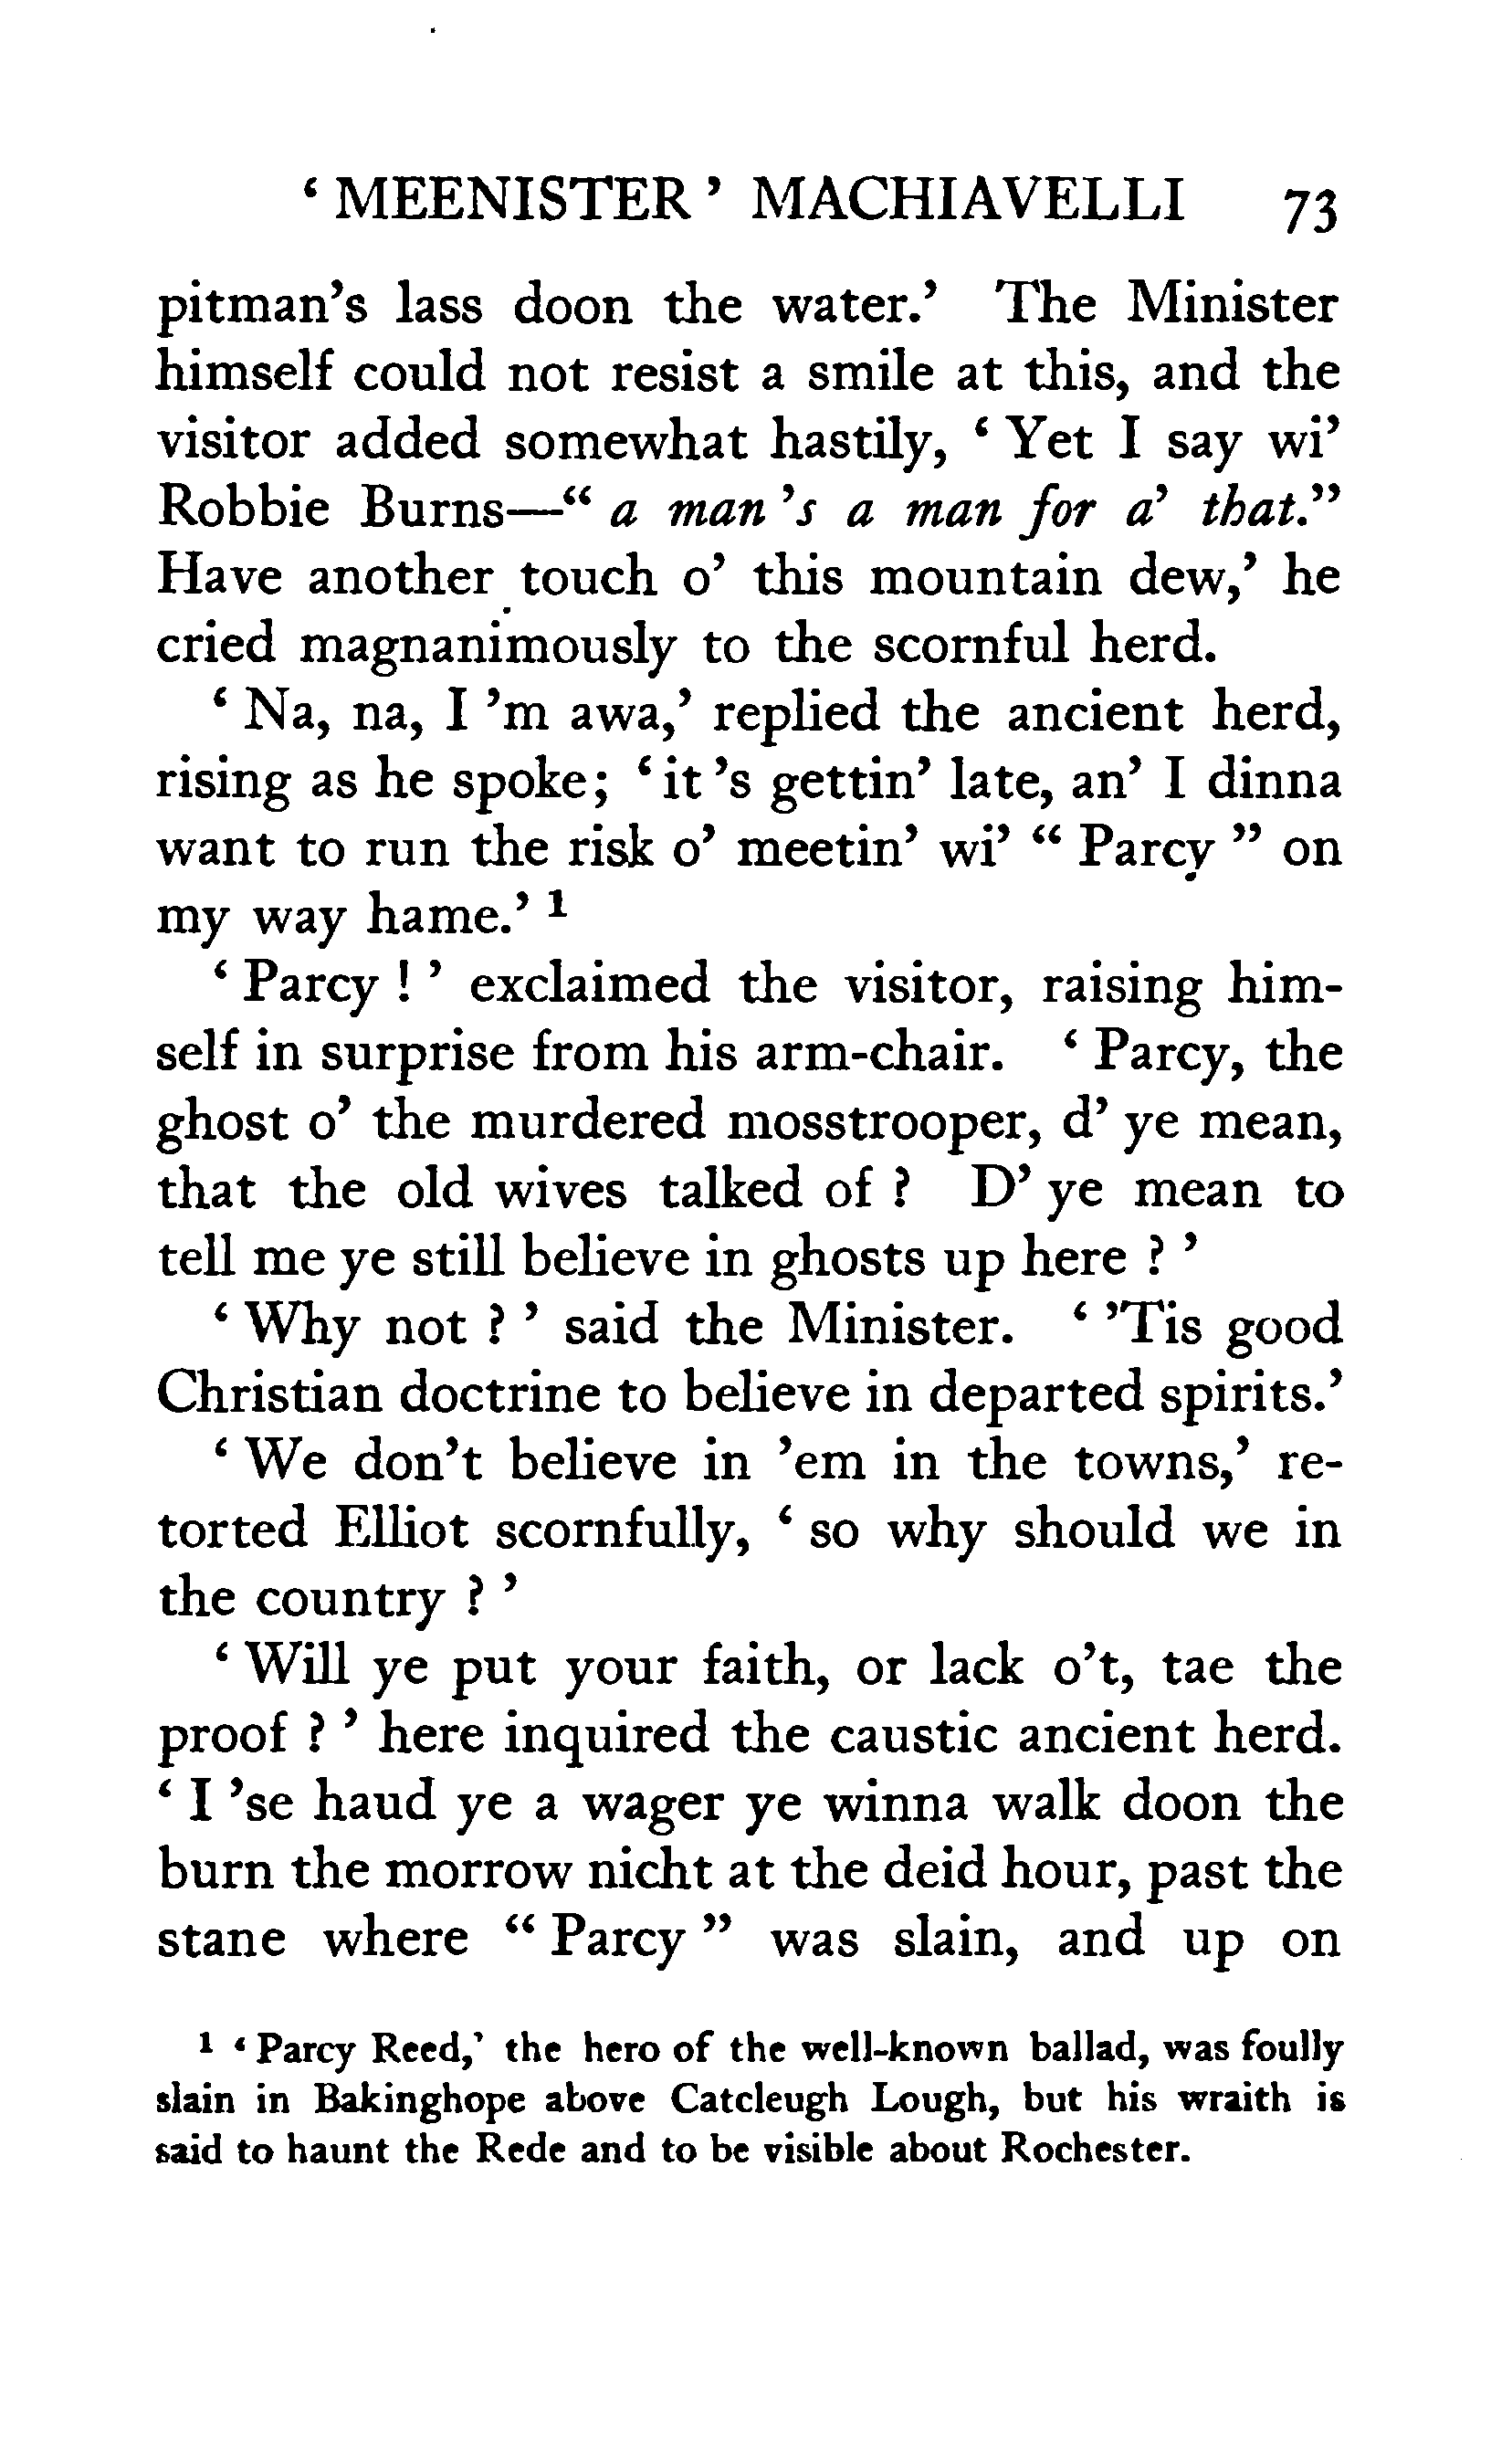 ‘ MEENISTER ’ MACHIAVELLI 73
pitman’s lass doon the water.’ The Minister
himself could not resist a smile at this, and the
visitor added somewhat hastily, ‘ Yet I say wi’
Robbie Burns—“ a man ’s a man for a’ that.”
Have another touch o’ this mountain dew,’ he
cried magnanimously to the scornful herd.
‘ Na, na, I ’m awa,’ replied the ancient herd,
rising as he spoke; ‘ it ’s gettin’ late, an’ I dinna
want to run the risk o’ meetin’ wi’ “ Parcy ” on
my way hame.’ ¹
‘ Parcy ! ’ exclaimed the visitor, raising him-
self in surprise from his arm-chair. ‘ Parcy, the
ghost o’ the murdered mosstrooper, d’ ye mean,
that the old wives talked of ? D’ ye mean to
tell me ye still believe in ghosts up here ? ’
‘ Why not ? ’ said the Minister. ‘ ’Tis good
Christian doctrine to believe in departed spirits.’
‘ We don’t believe in ’em in the towns,’ re-
torted Elliot scornfully, ‘ so why should we in
the country ? ’
‘ Will ye put your faith, or lack o’t, tae the
proof ? ’ here inquired the caustic ancient herd.
‘ I ’se haud ye a wager ye winna walk doon the
burn the morrow nicht at the deid hour, past the
stane where “ Parcy ” was slain, and up on
¹ ‘ Parcy Reed,’ the hero of the well-known ballad, was foully
slain in Bakinghope above Catcleugh Lough, but his wraith is
said to haunt the Rede and to be visible about Rochester.